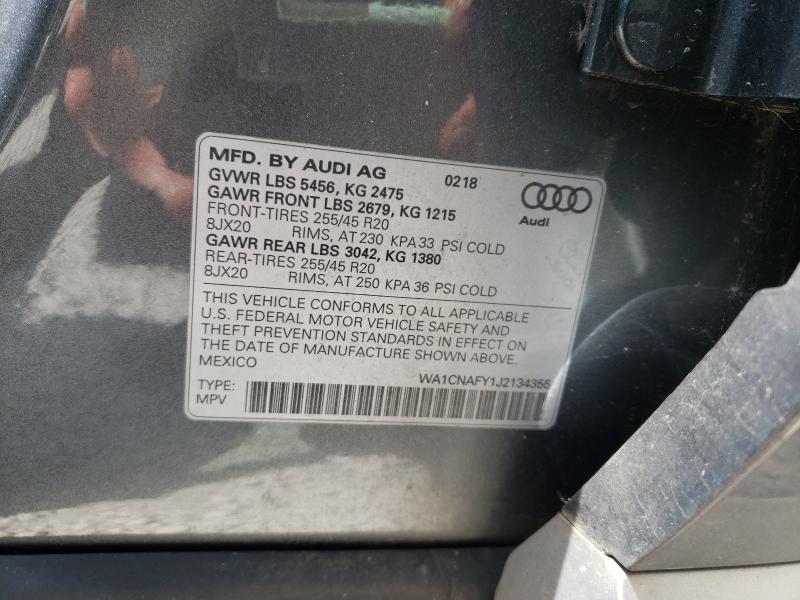 MFD. BY AUDI AG 0218
GVWR LBS 5456, KG 2475
GAWR FRONT LBS 2679, KG 1215
FRONT-TIRES 255/45 R20
8JX20 RIMS, AT 230 KPA 33 PSI COLD
GAWR REAR LBS 3042, KG 1380
REAR-TIRES 255/45 R20
8JX20 RIMS, AT 250 KPA 36 PSI COLD
Audi
THIS VEHICLE CONFORMS TO ALL APPLICABLE
U.S. FEDERAL MOTOR VEHICLE SAFETY AND
THEFT PREVENTION STANDARDS IN EFFECT ON
THE DATE OF MANUFACTURE SHOWN ABOVE.
MEXICO
WA1CNAFY1J2134355
TYPE:
MPV